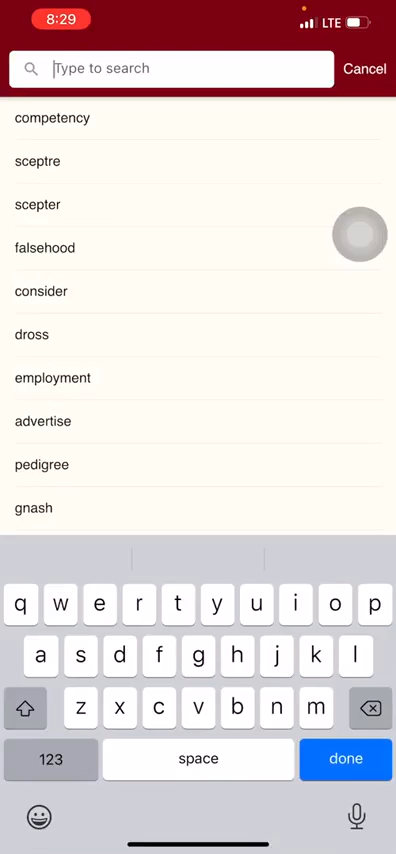 8:29 LTE
Type to search Cancel
competency
sceptre
scepter
falsehood
consider
dross
employment
advertise
pedigree
gnash
q w e r t y u i o p
a s d f g h j k l
z x c v b n m
123 space done